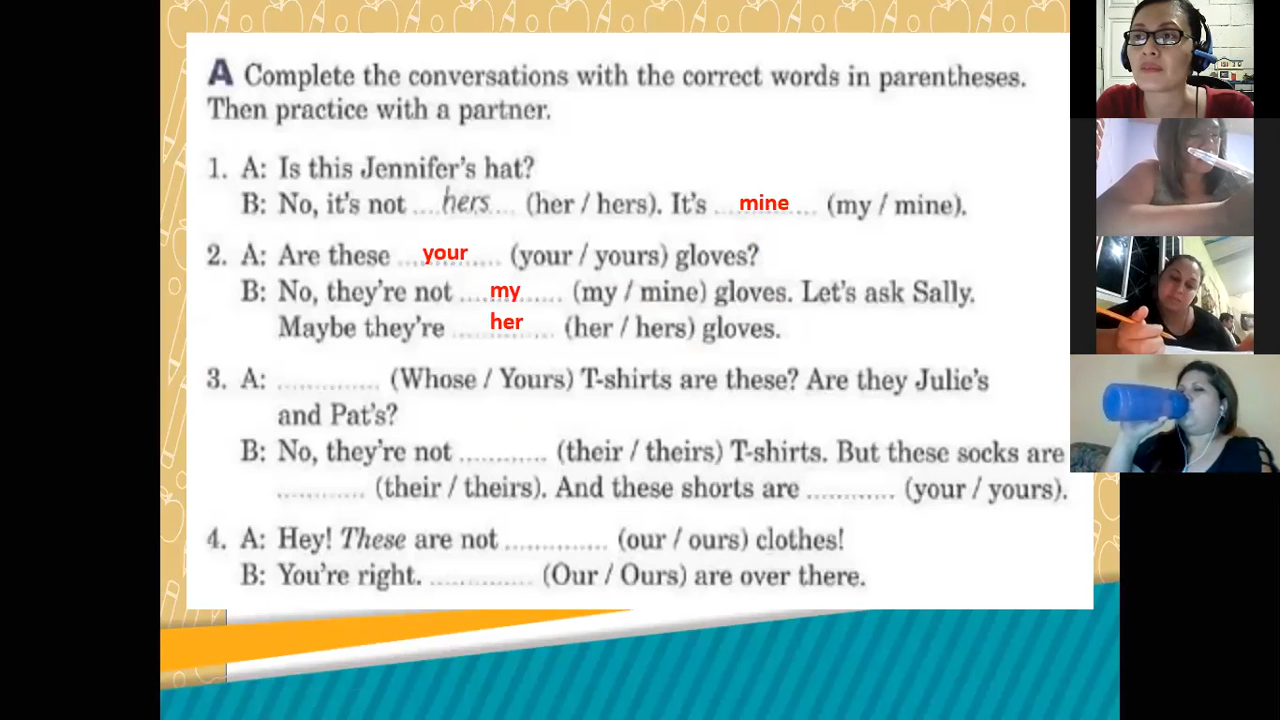 A Complete the conversations with the correct words in parentheses.
Then practice with a partner.
1. A: Is this Jennifer's hat?
B: No, it's not ....hers.... (her / hers). It's ...mine... (my / mine).
2. A: Are these ...your..... (your / yours) gloves?
B: No, they're not ....my...... (my / mine) gloves. Let's ask Sally.
Maybe they're ....her.... (her / hers) gloves.
3. A: .............. (Whose / Yours) T-shirts are these? Are they Julie's
and Pat's?
B: No, they're not ............ (their / theirs) T-shirts. But these socks are
............ (their / theirs). And these shorts are ............ (your / yours).
4. A: Hey! These are not .............. (our / ours) clothes!
B: You're right. .............. (Our / Ours) are over there.